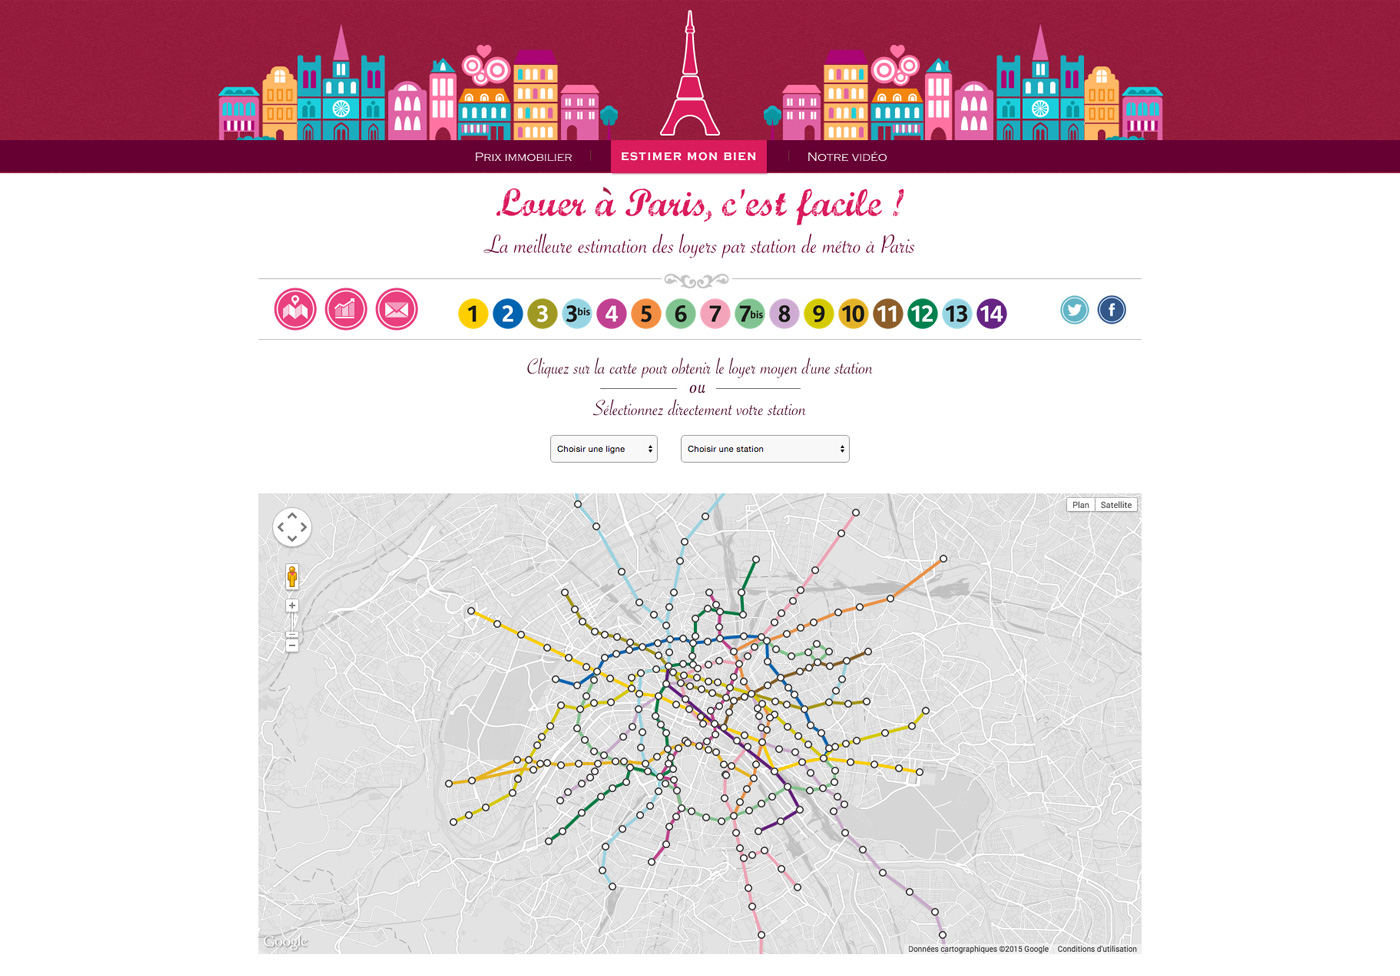 PRIX IMMOBILIER
ESTIMER MON BIEN
NOTRE VIDÉO
Louer à Paris, c'est facile !
La meilleure estimation des loyers par station de métro à Paris
1 2 3 3bis 4 5 6 7 7bis 8 9 10 11 12 13 14
f
Cliquez sur la carte pour obtenir le loyer moyen d'une station
ou
Sélectionnez directement votre station
Choisir une ligne
Choisir une station
Plan
Satellite
Google
Données cartographiques ©2015 Google
Conditions d'utilisation